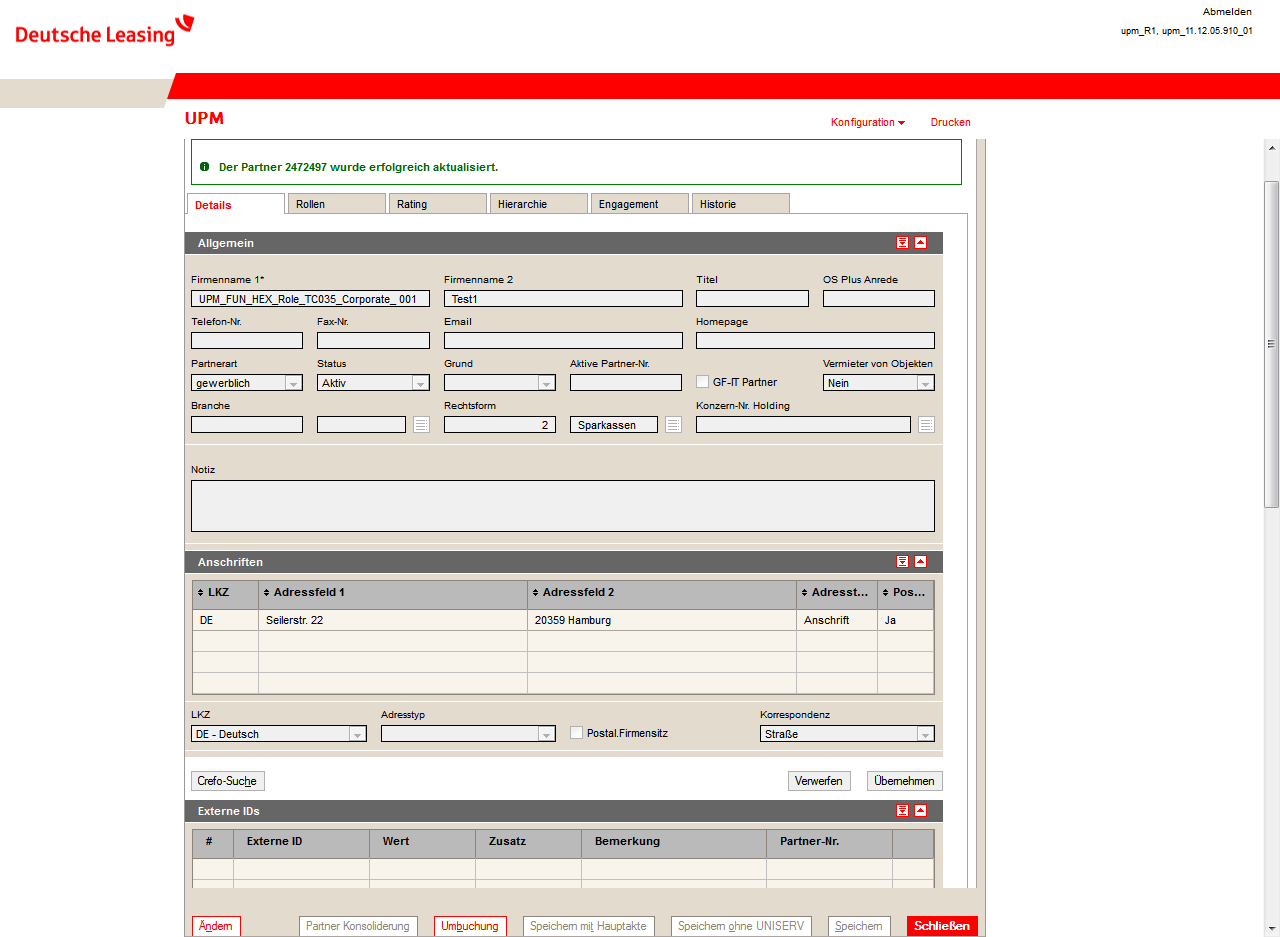 Deutsche Leasing
Abmelden
upm_R1, upm_11.12.05.910_01
UPM
Konfiguration
Drucken
Der Partner 2472497 wurde erfolgreich aktualisiert.
Details Rollen Rating Hierarchie Engagement Historie
Allgemein
Firmenname 1* Firmenname 2 Titel OS Plus Anrede
UPM_FUN_HEX_Role_TC035_Corporate_ 001 Test1
Telefon-Nr. Fax-Nr. Email Homepage
Partnerart Status Grund Aktive Partner-Nr. Vermieter von Objekten
gewerblich Aktiv GF-IT Partner Nein
Branche Rechtsform Konzern-Nr. Holding
2 Sparkassen
Notiz
Anschriften
LKZ Adressfeld 1 Adressfeld 2 Adresst... Pos...
DE Seilerstr. 22 20359 Hamburg Anschrift Ja
LKZ Adresstyp Korrespondenz
DE - Deutsch Postal.Firmensitz Straße
Crefo-Suche Verwerfen Übernehmen
Externe IDs
# Externe ID Wert Zusatz Bemerkung Partner-Nr.
Ändern Partner Konsolidierung Umbuchung Speichern mit Hauptakte Speichern ohne UNISERV Speichern Schließen